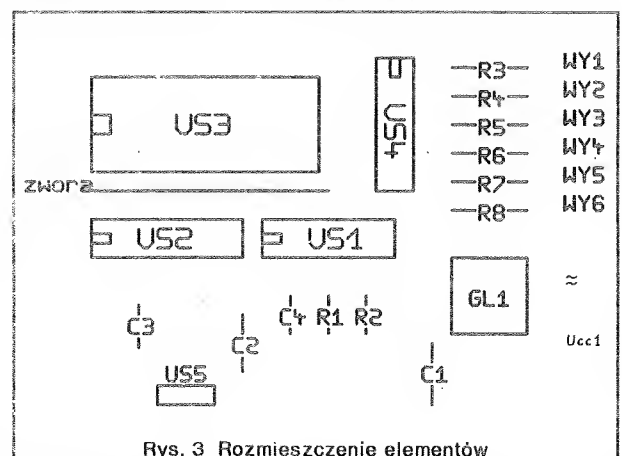 R3 WY1
R4 WY2
US3 US4 R5 WY3
R6 WY4
zwora R7 WY5
R8 WY6
US2 US1
GL1 ≈
C3 C2 C4 R1 R2
Ucc1
US5 C1
Rys. 3 Rozmieszczenie elementów